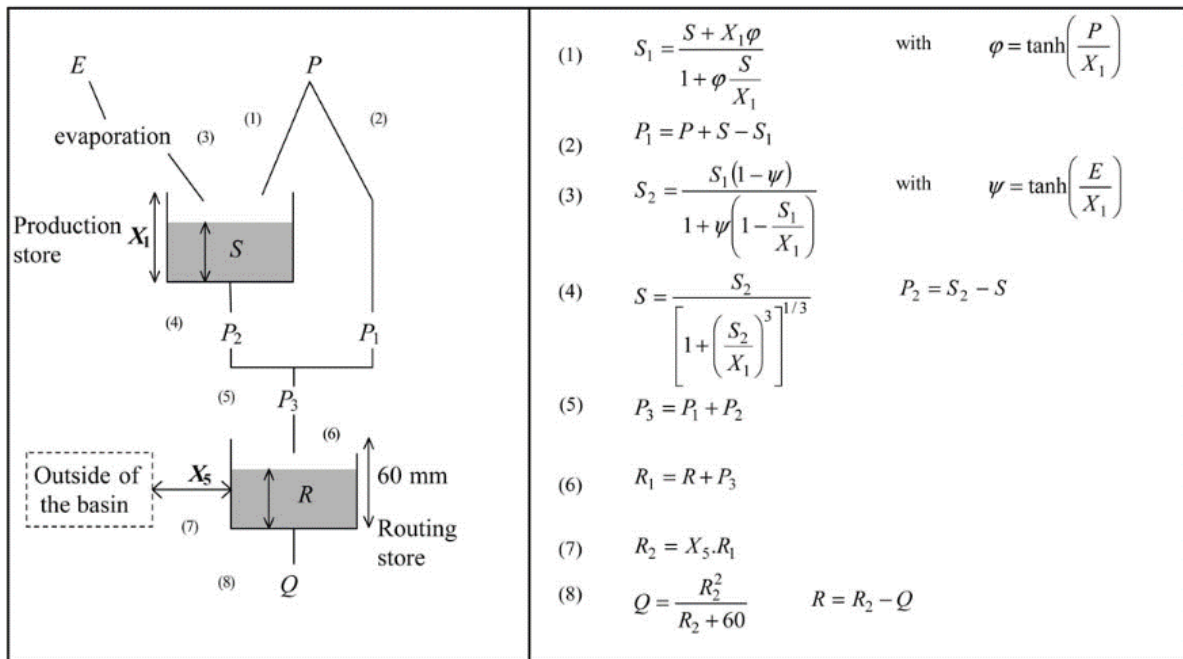 E
P
evaporation
(3)
(1)
(2)
Production
store
X₁
S
(4)
P₂
P₁
(5)
P₃
(6)
Outside of
the basin
X₅
R
60 mm
(7)
Routing
store
(8)
Q
(1) S₁ = (S + X₁φ) / (1 + φ S/X₁) with φ = tanh(P/X₁)
(2) P₁ = P + S − S₁
(3) S₂ = S₁(1 − ψ) / (1 + ψ(1 − S₁/X₁)) with ψ = tanh(E/X₁)
(4) S = S₂ / [1 + (S₂/X₁)³]^{1/3} P₂ = S₂ − S
(5) P₃ = P₁ + P₂
(6) R₁ = R + P₃
(7) R₂ = X₅.R₁
(8) Q = R₂² / (R₂ + 60) R = R₂ − Q